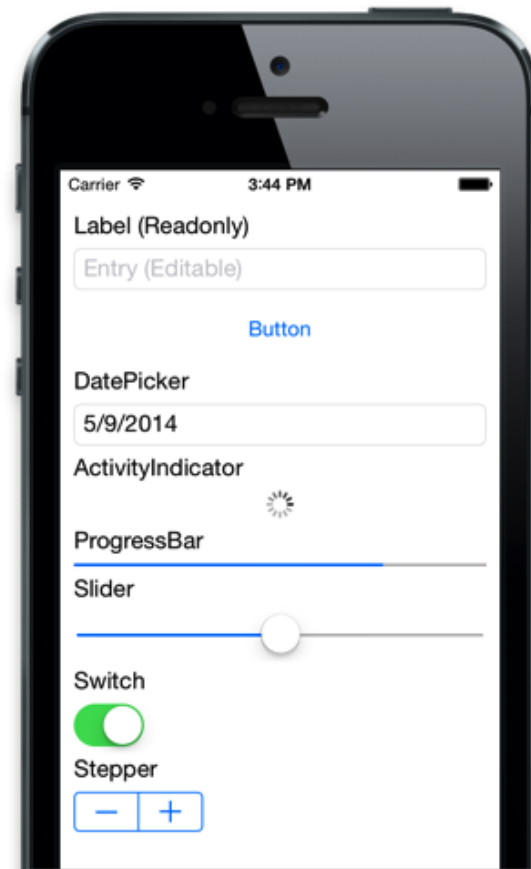 Carrier 3:44 PM
Label (Readonly)
Entry (Editable)
Button
DatePicker
5/9/2014
ActivityIndicator
ProgressBar
Slider
Switch
Stepper
− +